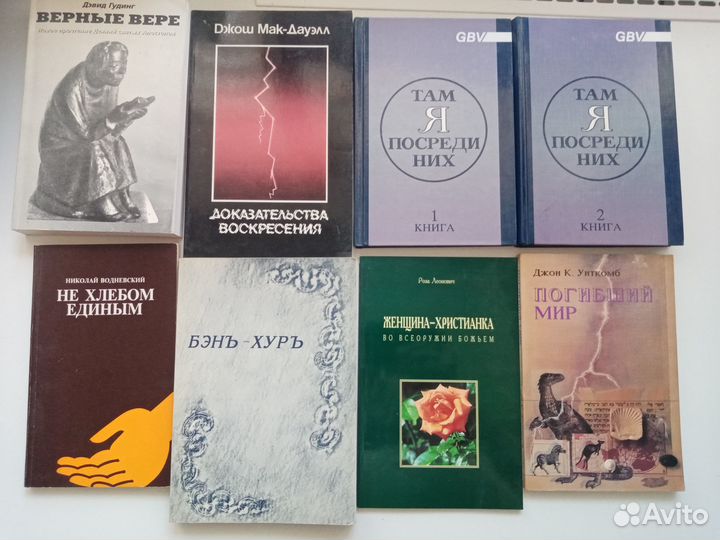 Дэвид Гудинг
ВЕРНЫЕ ВЕРЕ
Джош Мак-Дауэлл
ДОКАЗАТЕЛЬСТВА
ВОСКРЕСЕНИЯ
GBV
ТАМ
Я
ПОСРЕДИ
НИХ
1
КНИГА
GBV
ТАМ
Я
ПОСРЕДИ
НИХ
2
КНИГА
НИКОЛАЙ ВОДНЕВСКИЙ
НЕ ХЛЕБОМ
ЕДИНЫМ
БЭНЪ-ХУРЪ
Роза Леонович
ЖЕНЩИНА-ХРИСТИАНКА
ВО ВСЕОРУЖИИ БОЖЬЕМ
Джон К. Уиткомб
ПОГИБШИЙ
МИР
Avito